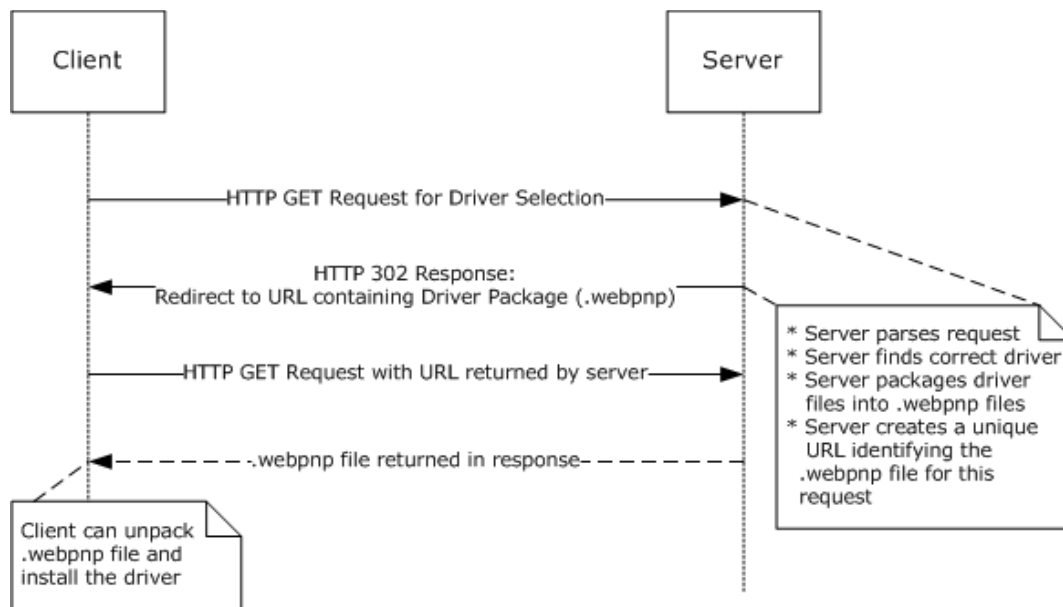 Client
Server
HTTP GET Request for Driver Selection
HTTP 302 Response:
Redirect to URL containing Driver Package (.webpnp)
HTTP GET Request with URL returned by server
.webpnp file returned in response
* Server parses request
* Server finds correct driver
* Server packages driver
files into .webpnp files
* Server creates a unique
URL identifying the
.webpnp file for this
request
Client can unpack
.webpnp file and
install the driver